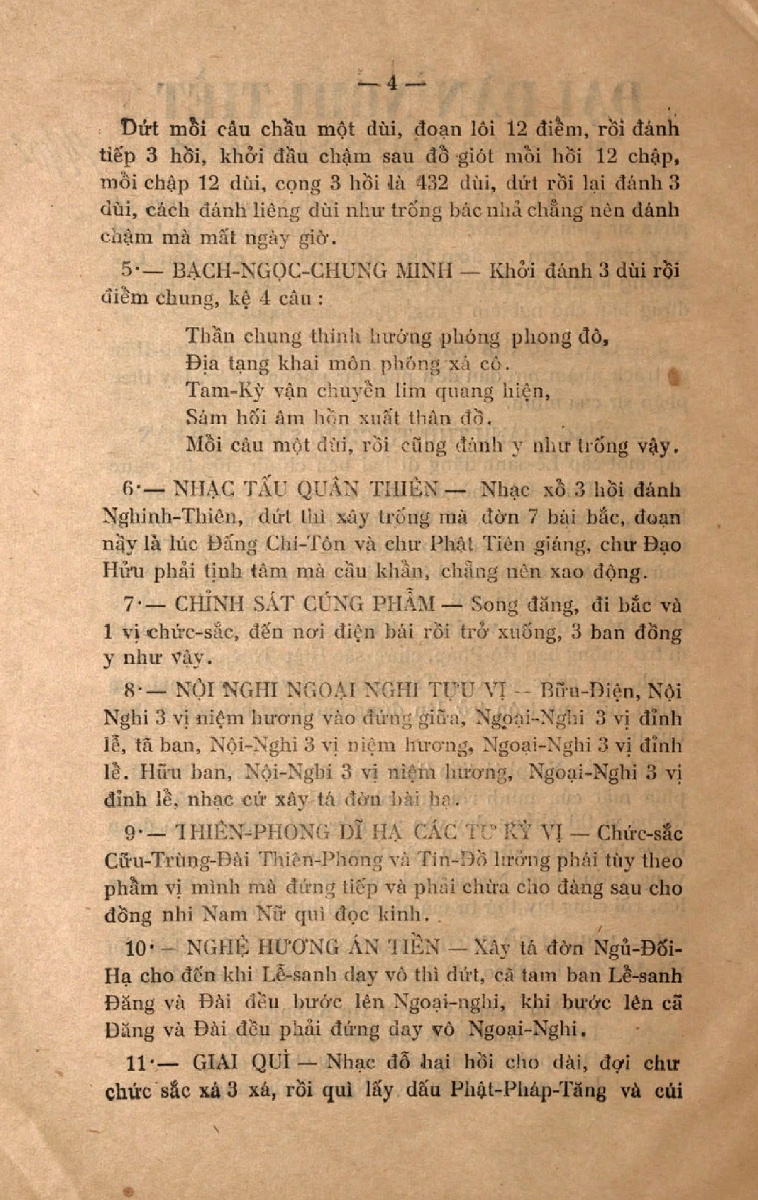 — 4 —
Dứt mỗi câu chầu một dùi, đoạn lôi 12 điểm, rồi đánh
tiếp 3 hồi, khởi đầu chậm sau đồ giót mỗi hồi 12 chập,
mỗi chập 12 dùi, cọng 3 hồi là 432 dùi, dứt rồi lại đánh 3
dùi, cách đánh liêng dùi như trống bác nhả chẳng nên đánh
chậm mà mất ngày giờ.
5·— BẠCH-NGỌC-CHUNG MINH — Khởi đánh 3 dùi rồi
điểm chung, kệ 4 câu :
Thần chung thinh hưởng phóng phong đô,
Địa tạng khai môn phóng xá cô.
Tam-Kỳ vận chuyển lim quang hiện,
Sám hối âm hồn xuất thân đồ.
Mỗi câu một dùi, rồi cũng đánh y như trống vậy.
6·— NHẠC TẤU QUÂN THIÊN — Nhạc xổ 3 hồi đánh
Nghinh-Thiên, dứt thì xây trống mà đờn 7 bài bắc, đoạn
nầy là lúc Đấng Chí-Tôn và chư Phật Tiên giáng, chư Đạo
Hửu phải tịnh tâm mà cầu khẩn, chẳng nên xao động.
7·— CHỈNH SÁT CÚNG PHẨM — Song đăng, đi bắc và
1 vị chức-sắc, đến nơi điện bái rồi trở xuống, 3 ban đồng
y như vậy.
8·— NỘI NGHI NGOẠI NGHI TỰU VỊ — Bữu-Điện, Nội
Nghi 3 vị niệm hương vào đứng giữa, Ngoại-Nghi 3 vị đỉnh
lễ, tã ban, Nội-Nghi 3 vị niệm hương, Ngoại-Nghi 3 vị đỉnh
lề. Hữu ban, Nội-Nghi 3 vị niệm hương, Ngoại-Nghi 3 vị
đỉnh lể, nhạc cứ xây tá đờn bài hạ.
9·— THIÊN-PHONG DĨ HẠ CÁC TƯ KỲ VỊ — Chức-sắc
Cữu-Trùng-Đài Thiên-Phong và Tín-Đồ lưỡng phái tùy theo
phẩm vị mình mà đứng tiếp và phải chừa cho đàng sau cho
đồng nhi Nam Nữ quì đọc kinh.
10·— NGHỆ HƯƠNG ÁN TIỀN — Xây tá đờn Ngũ-Đối-
Hạ cho đến khi Lễ-sanh day vô thì dứt, cã tam ban Lề-sanh
Đăng và Đài đều bước lên Ngoại-nghi, khi bước lên cã
Đăng và Đài đều phải đứng day vô Ngoại-Nghi.
11·— GIAI QUÌ — Nhạc đổ hai hồi cho dài, đợi chư
chức sắc xá 3 xá, rồi quì lấy dấu Phật-Pháp-Tăng và cúi